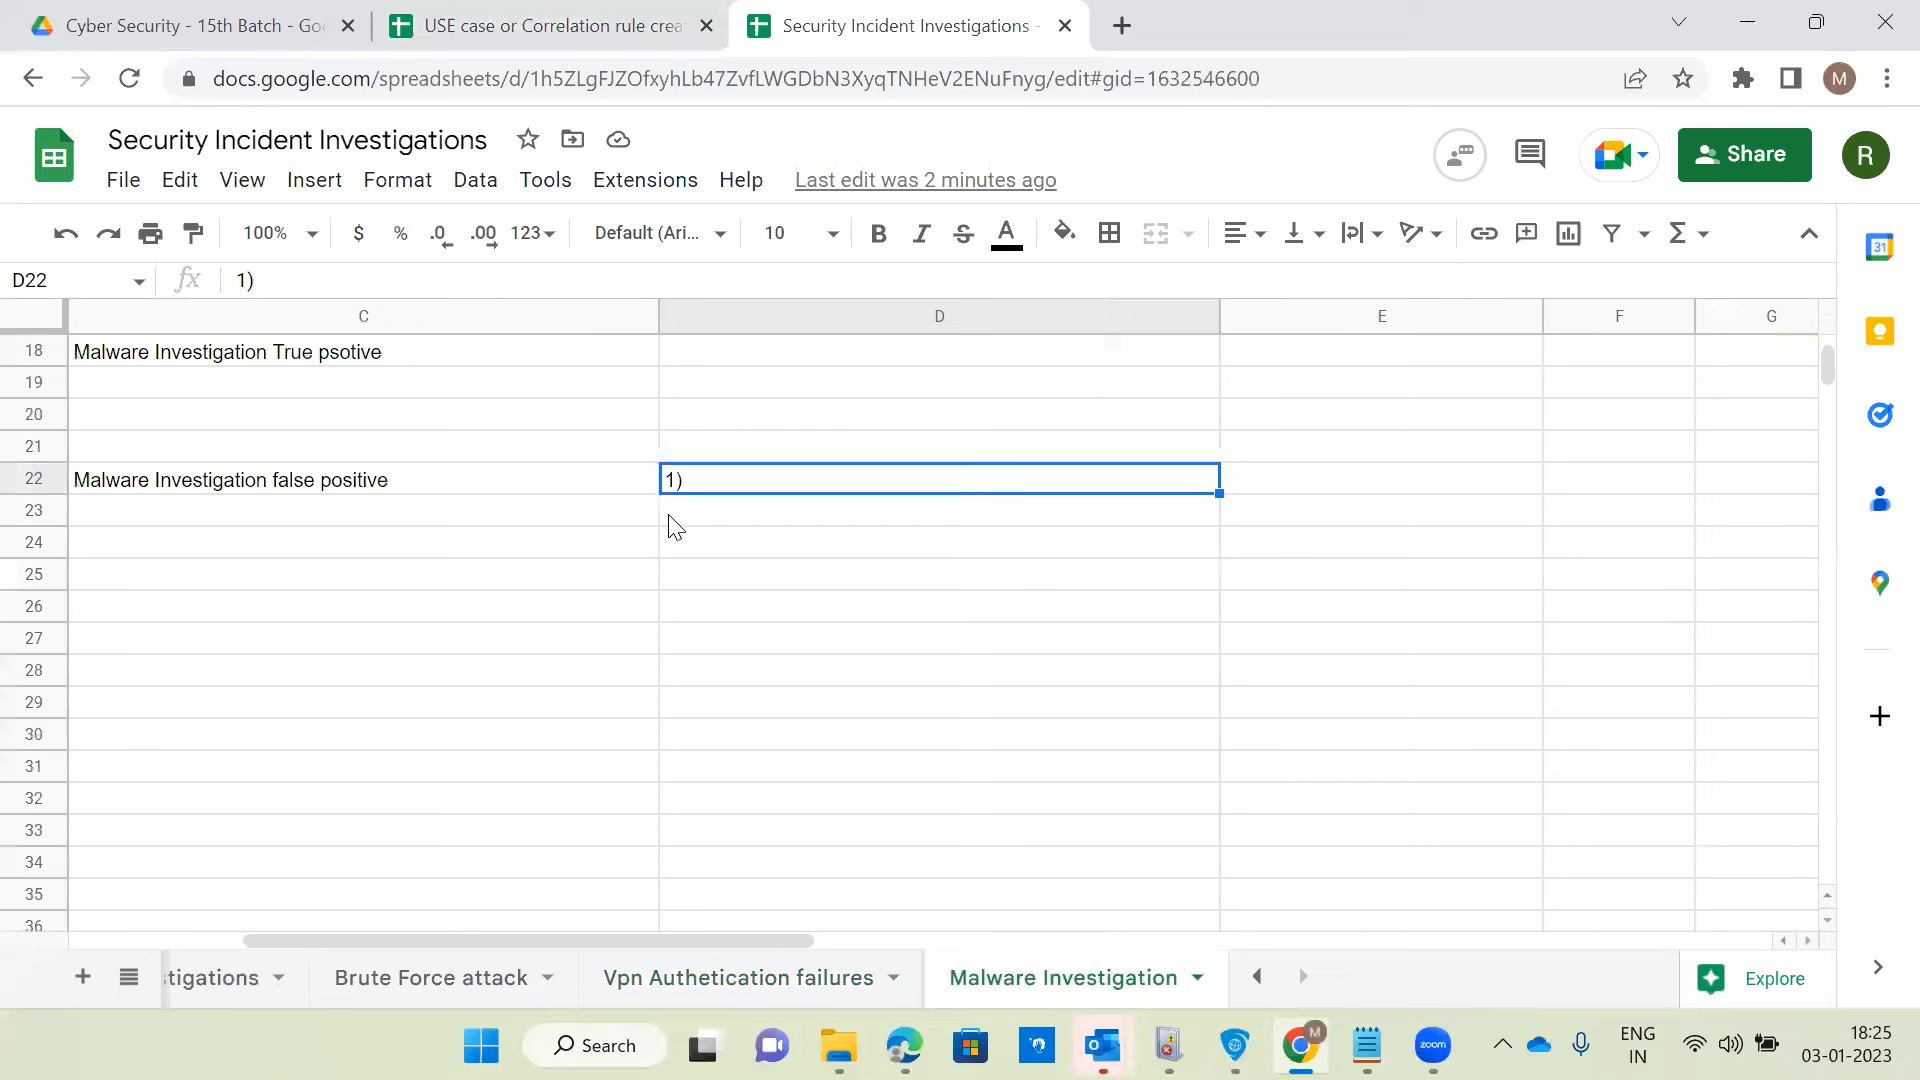 Cyber Security - 15th Batch - Go
USE case or Correlation rule crea
Security Incident Investigations -
docs.google.com/spreadsheets/d/1h5ZLgFJZOfxyhLb47ZvfLWGDbN3XyqTNHeV2ENuFnyg/edit#gid=1632546600
M
Security Incident Investigations
Share
R
File Edit View Insert Format Data Tools Extensions Help Last edit was 2 minutes ago
100% $ % .0 .00 123 Default (Ari... 10 B I S A
31
D22 fx 1)
C D E F G
18 Malware Investigation True psotive
19
20
21
22 Malware Investigation false positive 1)
23
24
25
26
27
28
29
30
31
32
33
34
35
36
tigations Brute Force attack Vpn Authetication failures Malware Investigation Explore
Search
M
zoom
ENG
IN
18:25
03-01-2023